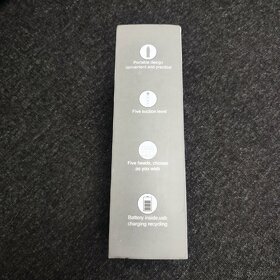 Portable design
convenient and practical
Five suction level
Five heads, choose
as you wish
Battery inside,usb
charging recycling